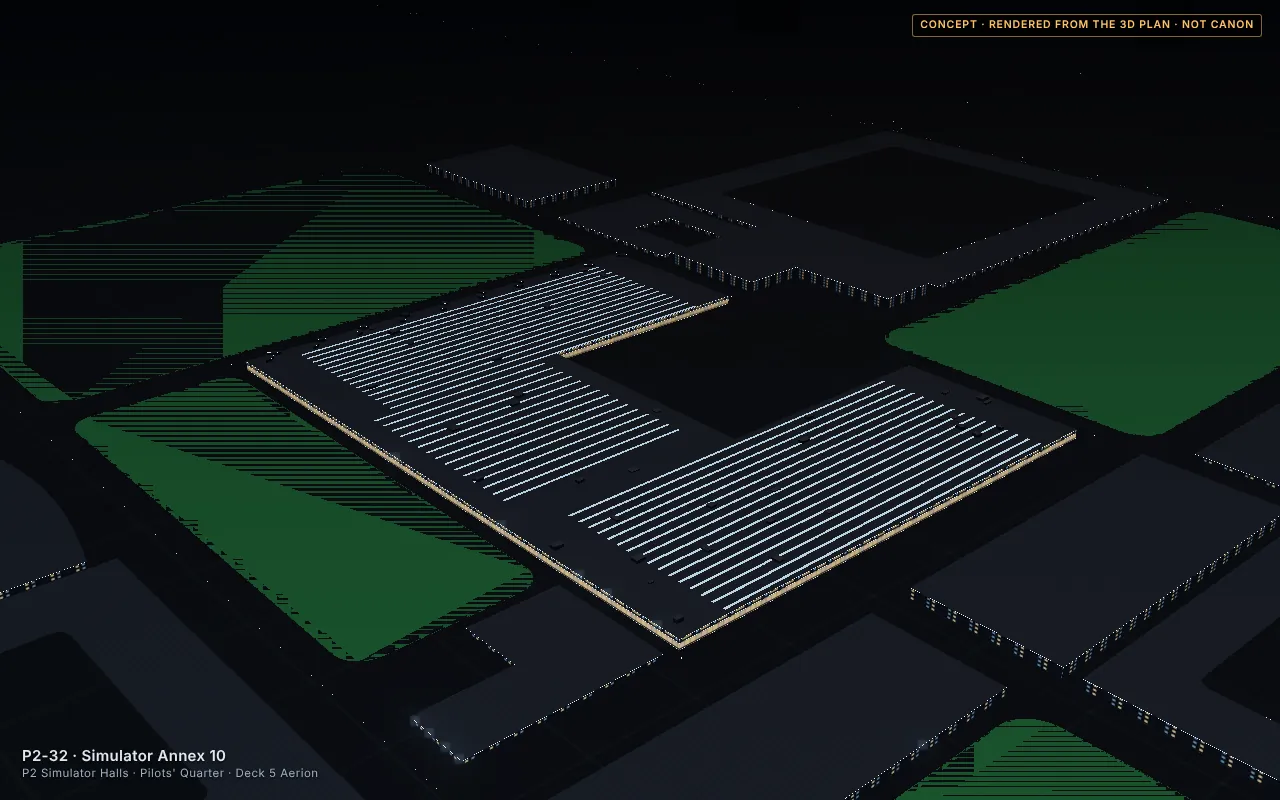 CONCEPT · RENDERED FROM THE 3D PLAN · NOT CANON
P2-32 · Simulator Annex 10
P2 Simulator Halls · Pilots' Quarter · Deck 5 Aerion